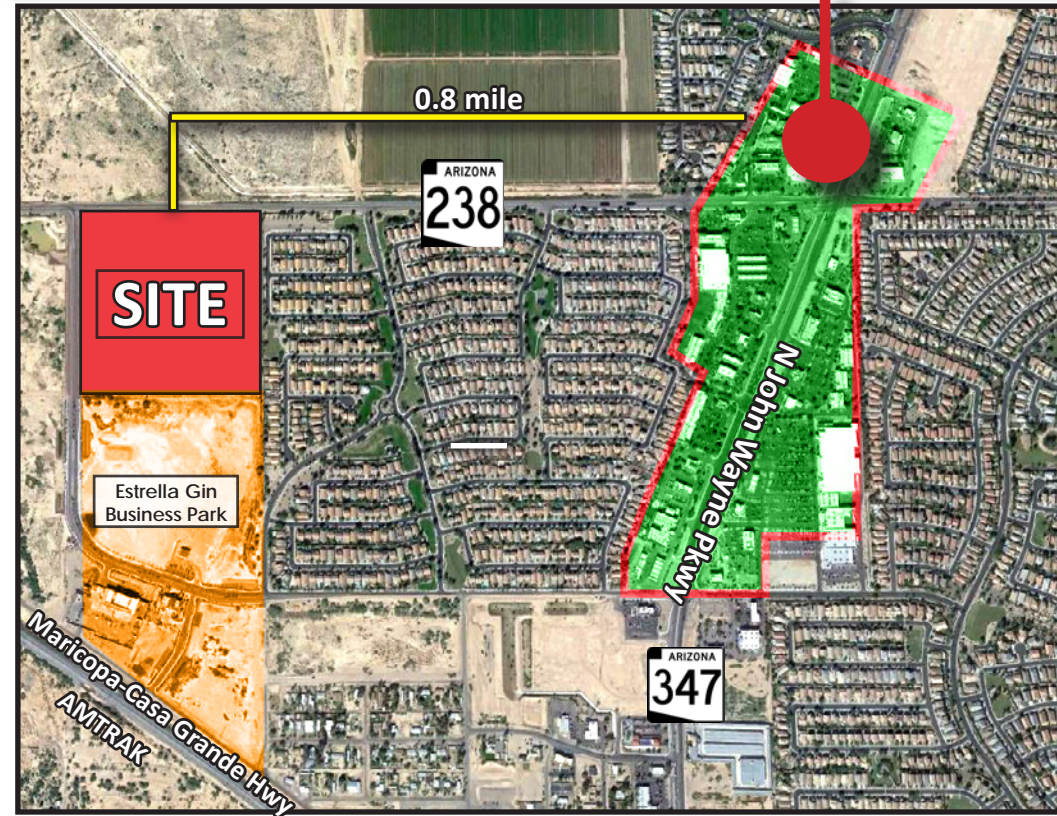 0.8 mile
ARIZONA
238
SITE
Estrella Gin
Business Park
N John Wayne Pkwy
ARIZONA
347
Maricopa-Casa Grande Hwy
AMTRAK